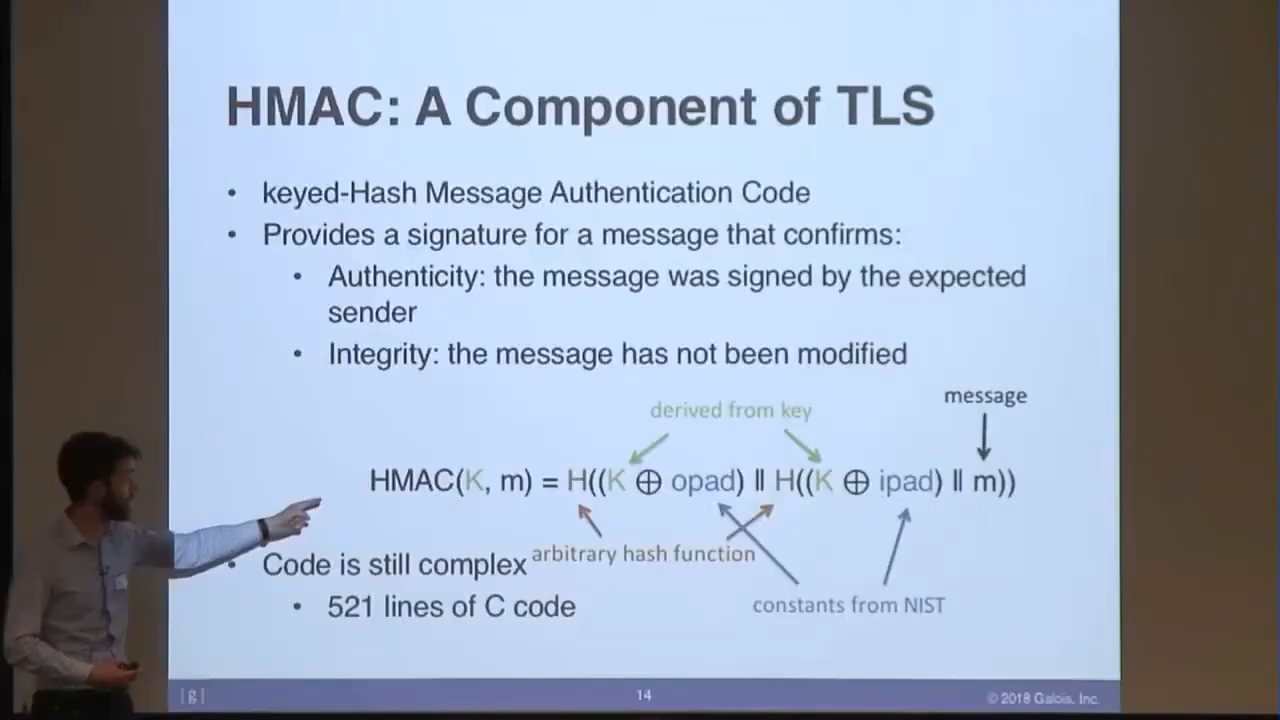 HMAC: A Component of TLS
• keyed-Hash Message Authentication Code
• Provides a signature for a message that confirms:
• Authenticity: the message was signed by the expected
sender
• Integrity: the message has not been modified
message
derived from key
HMAC(K, m) = H((K ⊕ opad) ‖ H((K ⊕ ipad) ‖ m))
arbitrary hash function
• Code is still complex
constants from NIST
• 521 lines of C code
|g|
14
© 2018 Galois, Inc.